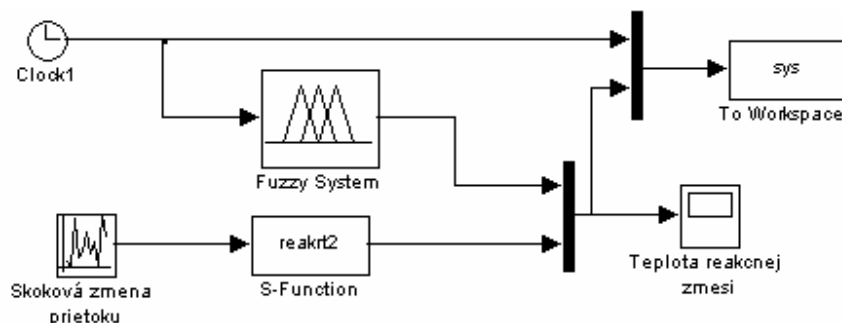 Clock1
sys
To Workspace
Fuzzy System
Skoková zmena
prietoku
reakrt2
S-Function
Teplota reakcnej
zmesi